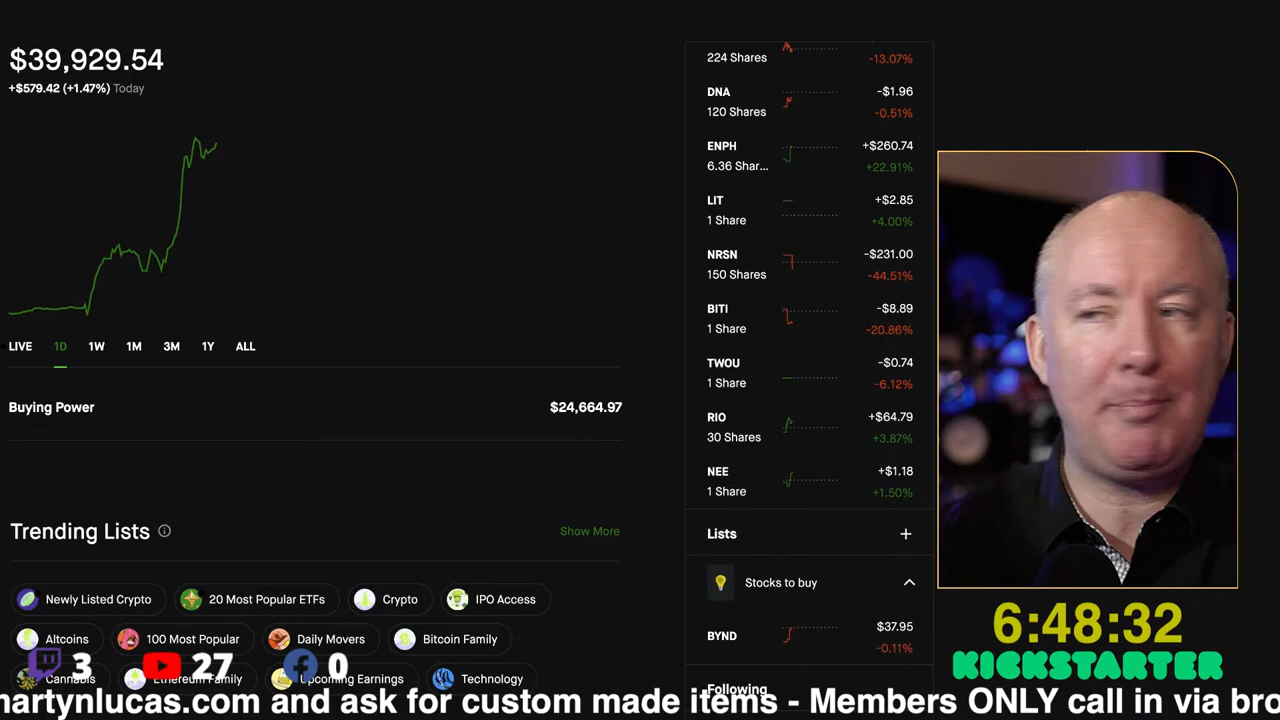 $39,929.54
+$579.42 (+1.47%) Today
LIVE 1D 1W 1M 3M 1Y ALL
Buying Power $24,664.97
Trending Lists Show More
Newly Listed Crypto 20 Most Popular ETFs Crypto IPO Access
Altcoins 100 Most Popular Daily Movers Bitcoin Family
Cannabis Ethereum Family Upcoming Earnings Technology
3 27 0
224 Shares -13.07%
DNA -$1.96
120 Shares -0.51%
ENPH +$260.74
6.36 Shar... +22.91%
LIT +$2.85
1 Share +4.00%
NRSN -$231.00
150 Shares -44.51%
BITI -$8.89
1 Share -20.86%
TWOU -$0.74
1 Share -6.12%
RIO +$64.79
30 Shares +3.87%
NEE +$1.18
1 Share +1.50%
Lists +
Stocks to buy
BYND $37.95
-0.11%
Following
6:48:32
KICKSTARTER
martynlucas.com and ask for custom made items - Members ONLY call in via bro